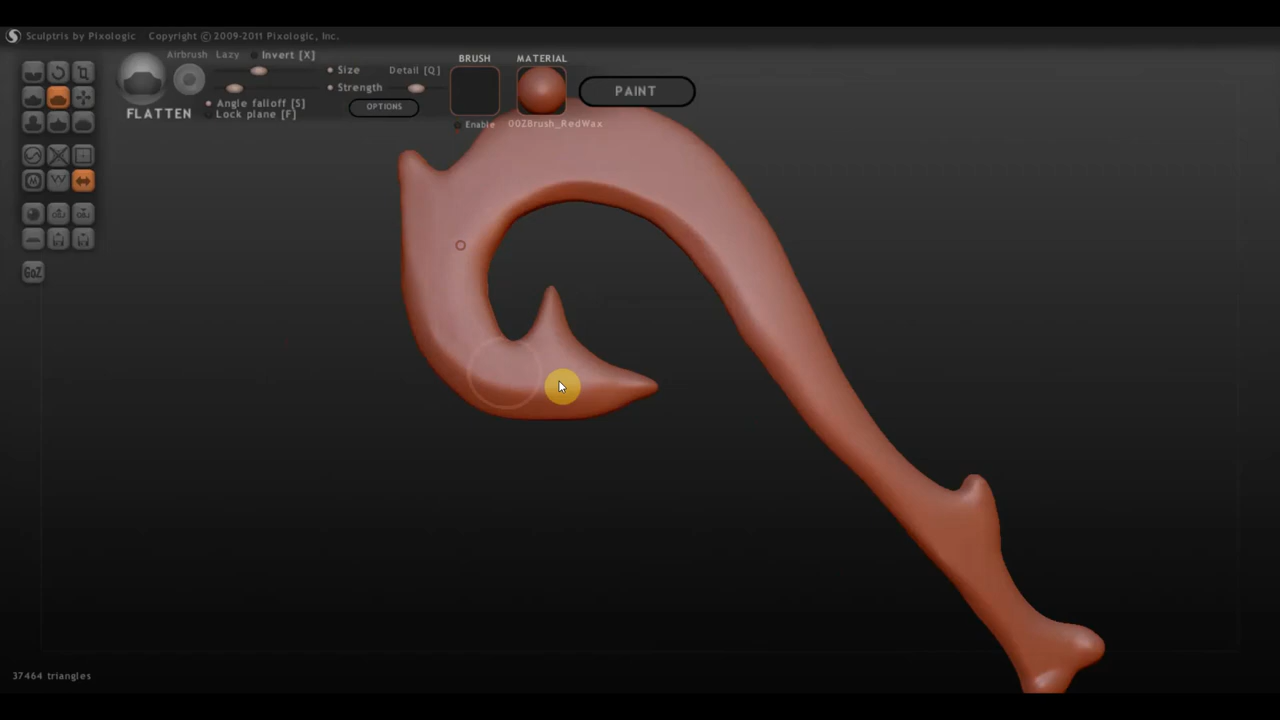 Sculptris by Pixologic Copyright © 2009-2011 Pixologic, Inc.
Airbrush Lazy Invert [X]
BRUSH MATERIAL
Size Detail [Q]
Strength
PAINT
Angle falloff [S]
OPTIONS
FLATTEN Lock plane [F]
Enable 00ZBrush_RedWax
M
GoZ
37464 triangles